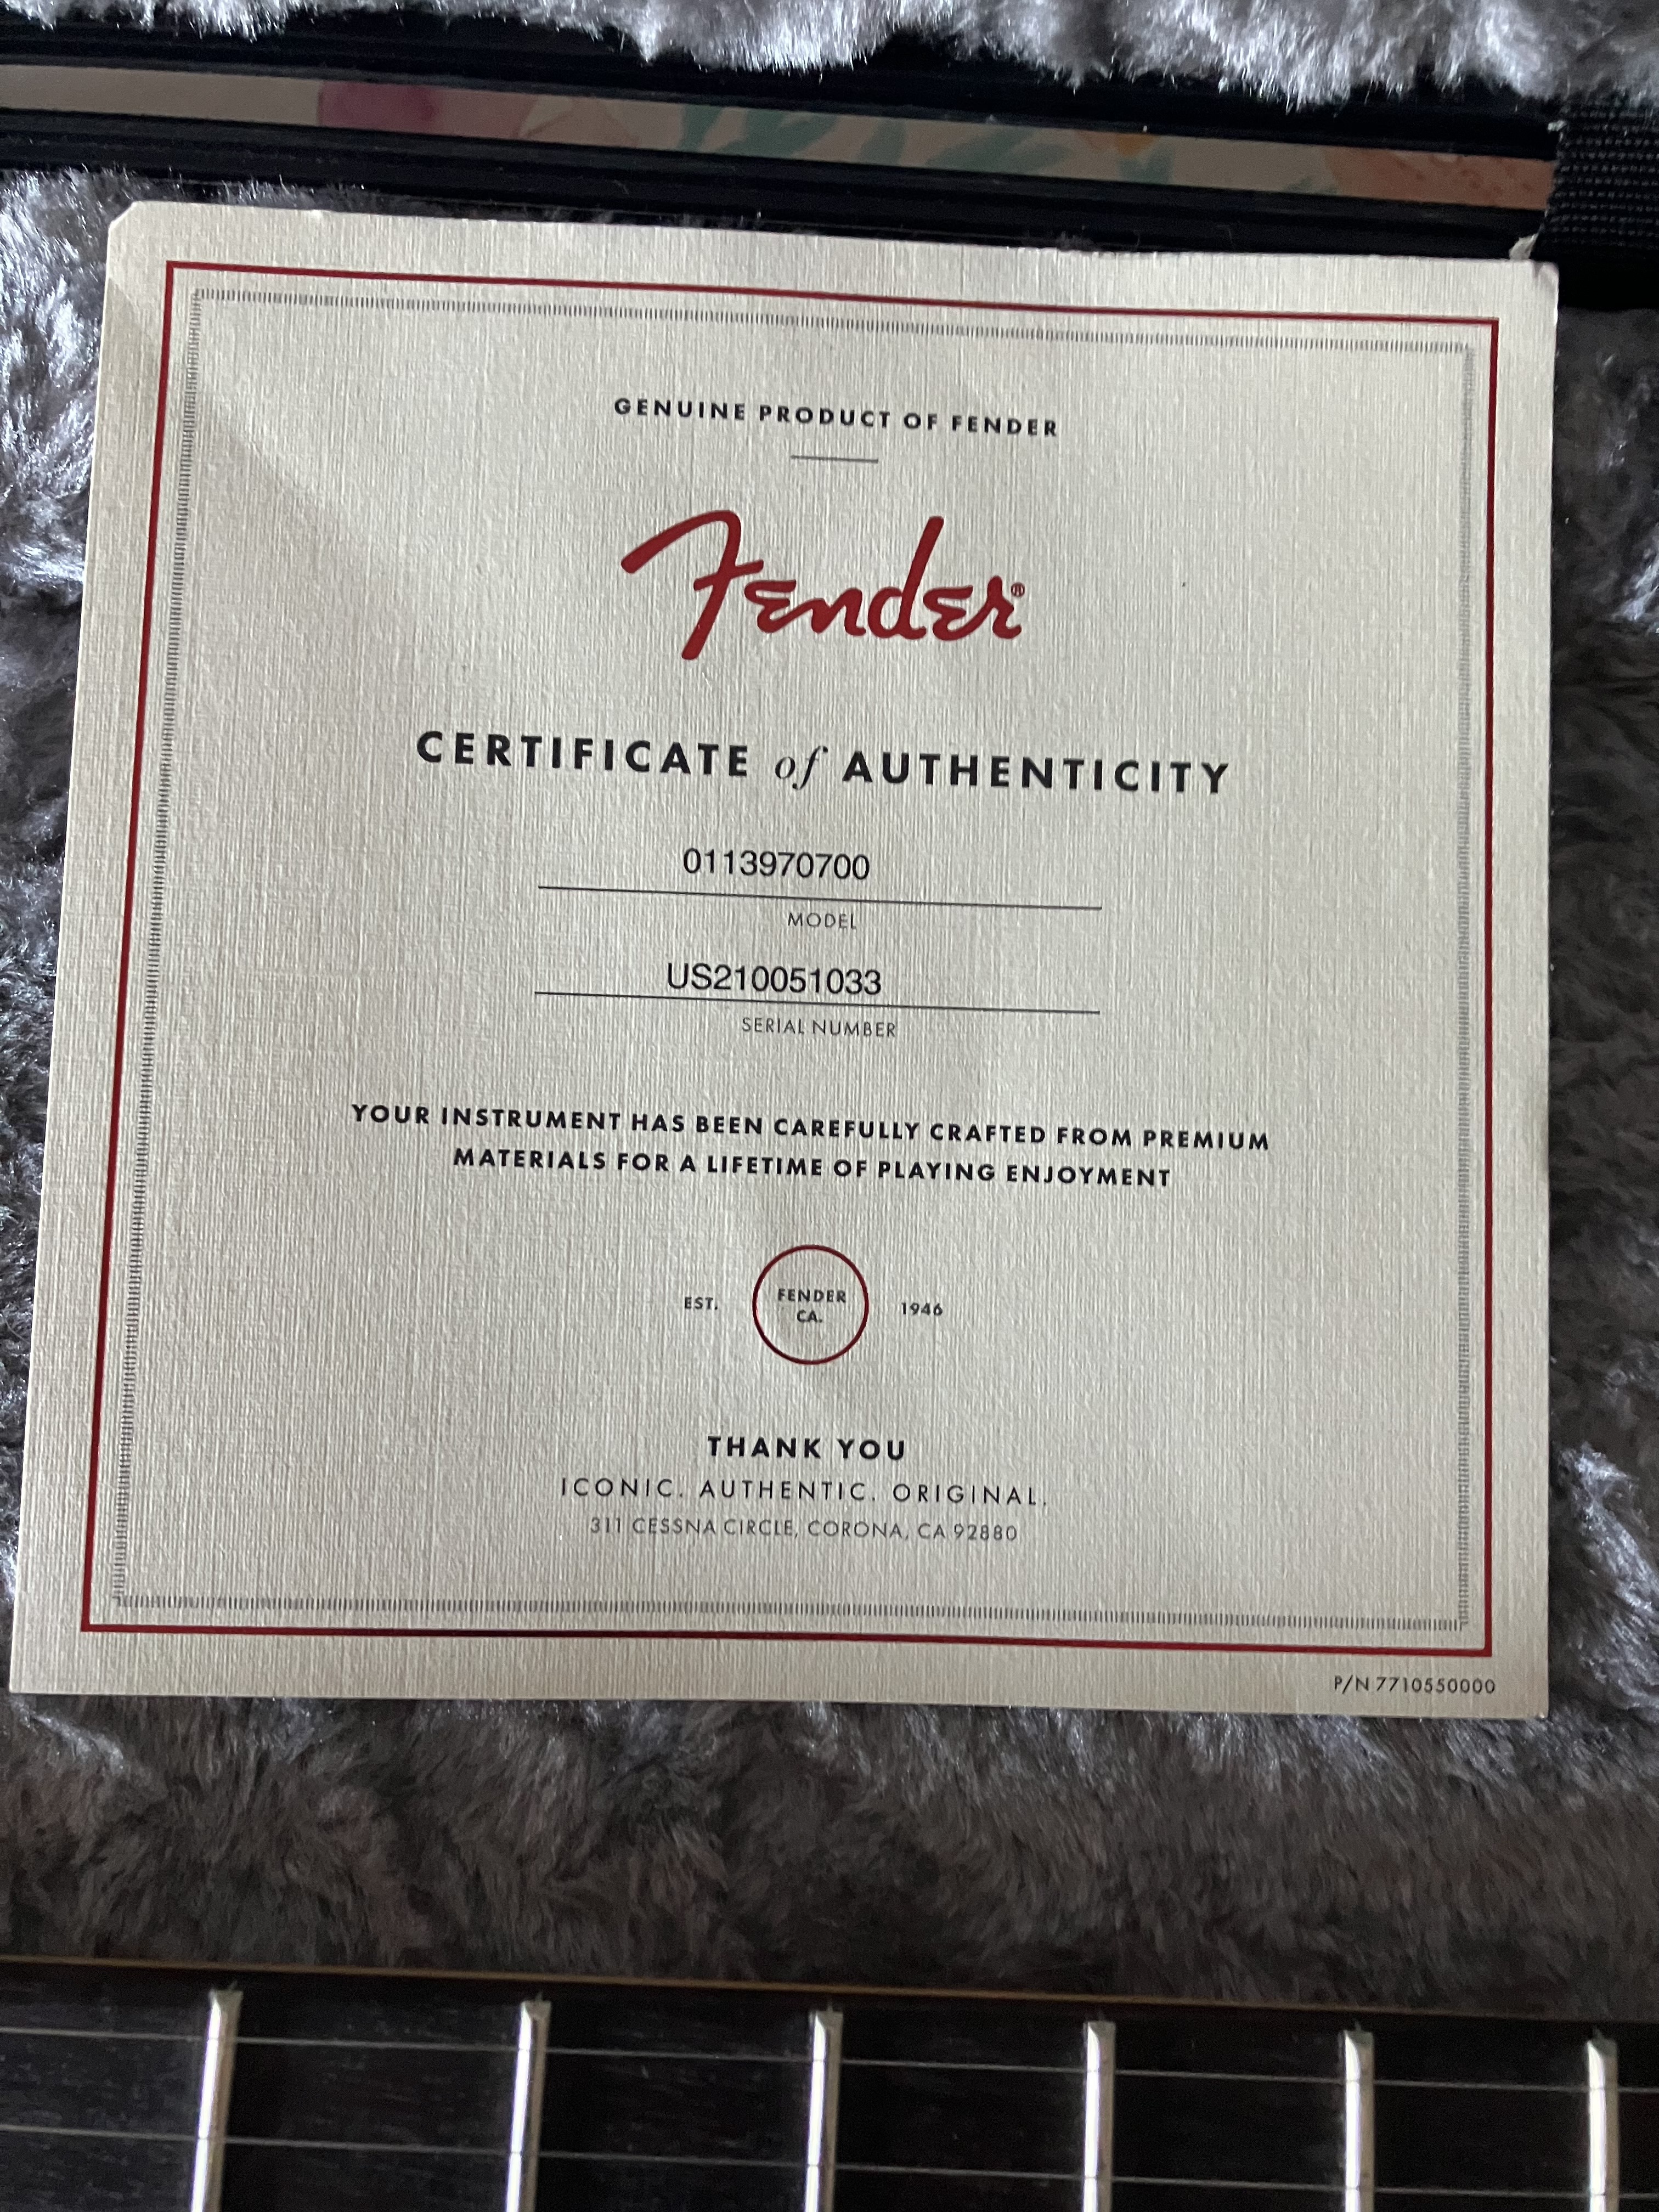 GENUINE PRODUCT OF FENDER
Fender®
CERTIFICATE of AUTHENTICITY
0113970700
MODEL
US210051033
SERIAL NUMBER
YOUR INSTRUMENT HAS BEEN CAREFULLY CRAFTED FROM PREMIUM
MATERIALS FOR A LIFETIME OF PLAYING ENJOYMENT
EST. FENDER CA. 1946
THANK YOU
ICONIC. AUTHENTIC. ORIGINAL.
311 CESSNA CIRCLE, CORONA, CA 92880
P/N 7710550000